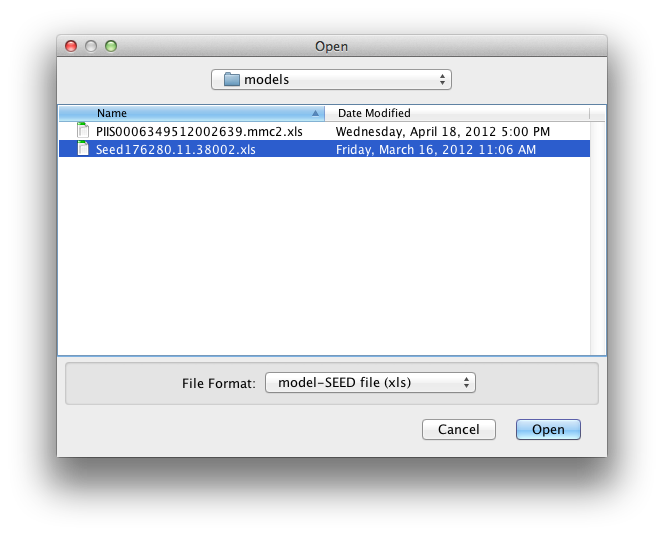 Open
models
Name Date Modified
PIIS0006349512002639.mmc2.xls Wednesday, April 18, 2012 5:00 PM
Seed176280.11.38002.xls Friday, March 16, 2012 11:06 AM
File Format: model-SEED file (xls)
Cancel Open